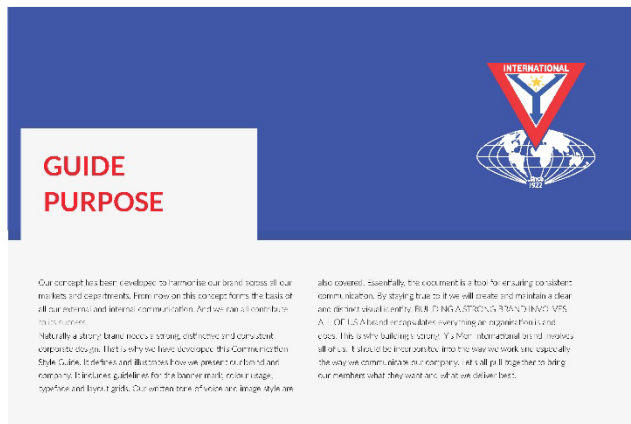 INTERNATIONAL
Since
1922
GUIDE
PURPOSE
Our concept has been developed to harmonise our brand across all our
markets and departments. From now on this concept forms the basis of
all our external and internal communication. And we can all contribute
to its success.
Naturally a strong brand needs a strong, distinctive and consistent
corporate design. That is why we have developed this Communication
Style Guide. It defines and illustrates how we present our brand and
company. It includes guidelines for the banner mark, colour usage,
typeface and layout grids. Our written tone of voice and image style are
also covered. Essentially, the document is a tool for ensuring consistent
communication. By staying true to it we will create and maintain a clear
and distinct visual identity. BUILDING A STRONG BRAND INVOLVES
ALL OF US A brand encapsulates everything an organisation is and
does. This is why building a strong Y's Men International brand involves
all of us. It should be incorporated into the way we work and especially
the way we communicate our company. Let's all pull together to bring
our members what they want and what we deliver best.